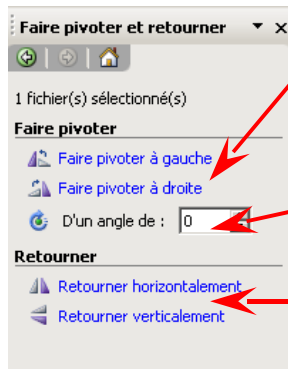 Faire pivoter et retourner
1 fichier(s) sélectionné(s)
Faire pivoter
Faire pivoter à gauche
Faire pivoter à droite
D'un angle de : 0
Retourner
Retourner horizontalement
Retourner verticalement